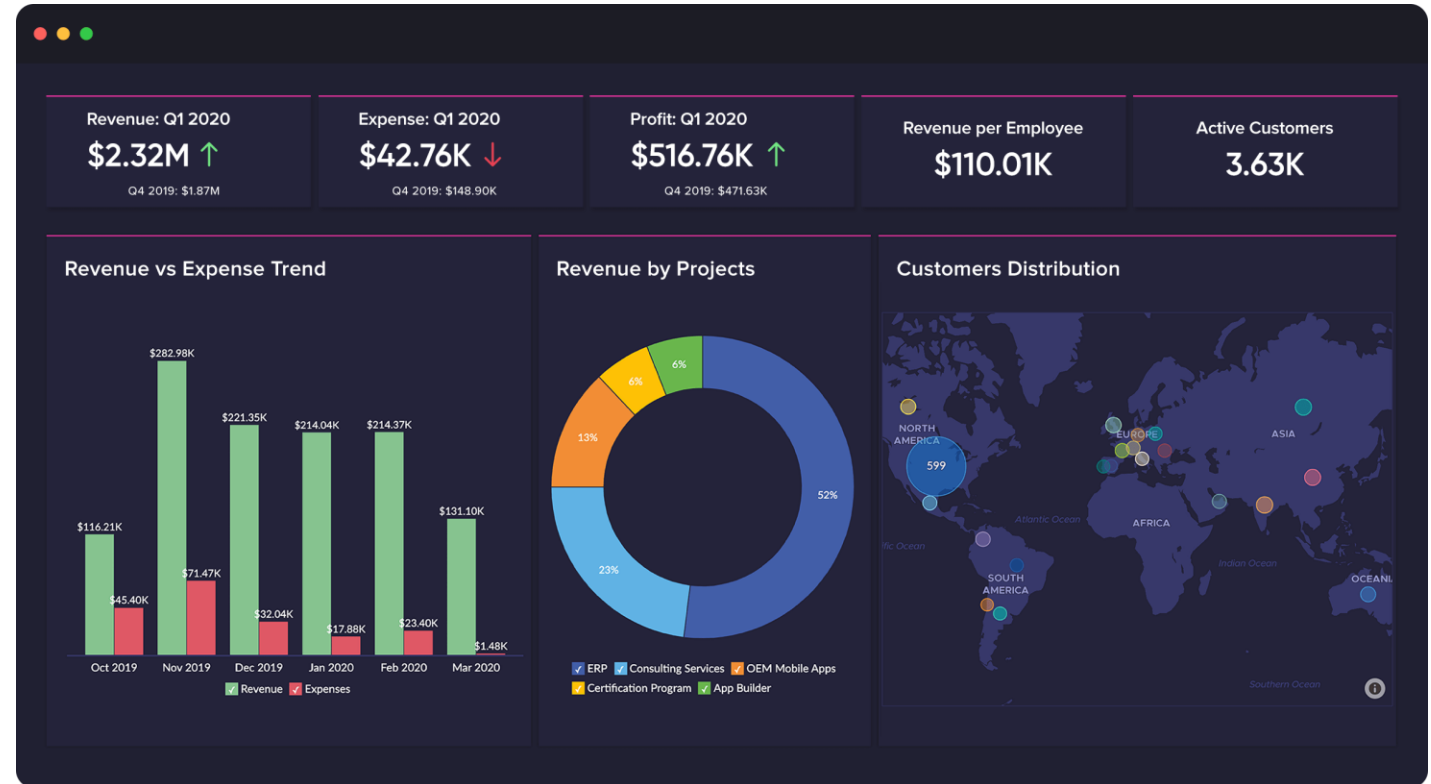 Revenue: Q1 2020
$2.32M ↑
Q4 2019: $1.87M
Expense: Q1 2020
$42.76K ↓
Q4 2019: $148.90K
Profit: Q1 2020
$516.76K ↑
Q4 2019: $471.63K
Revenue per Employee
$110.01K
Active Customers
3.63K
Revenue vs Expense Trend
$282.98K
$221.35K
$214.04K
$214.37K
$131.10K
$116.21K
$71.47K
$45.40K
$32.04K
$17.88K
$23.40K
$1.48K
Oct 2019 Nov 2019 Dec 2019 Jan 2020 Feb 2020 Mar 2020
Revenue Expenses
Revenue by Projects
6%
6%
13%
52%
23%
ERP Consulting Services OEM Mobile Apps
Certification Program App Builder
Customers Distribution
NORTH
AMERICA
EUROPE
ASIA
599
Atlantic Ocean
AFRICA
fic Ocean
Indian Ocean
SOUTH
AMERICA
OCEANI.
Southern Ocean
i